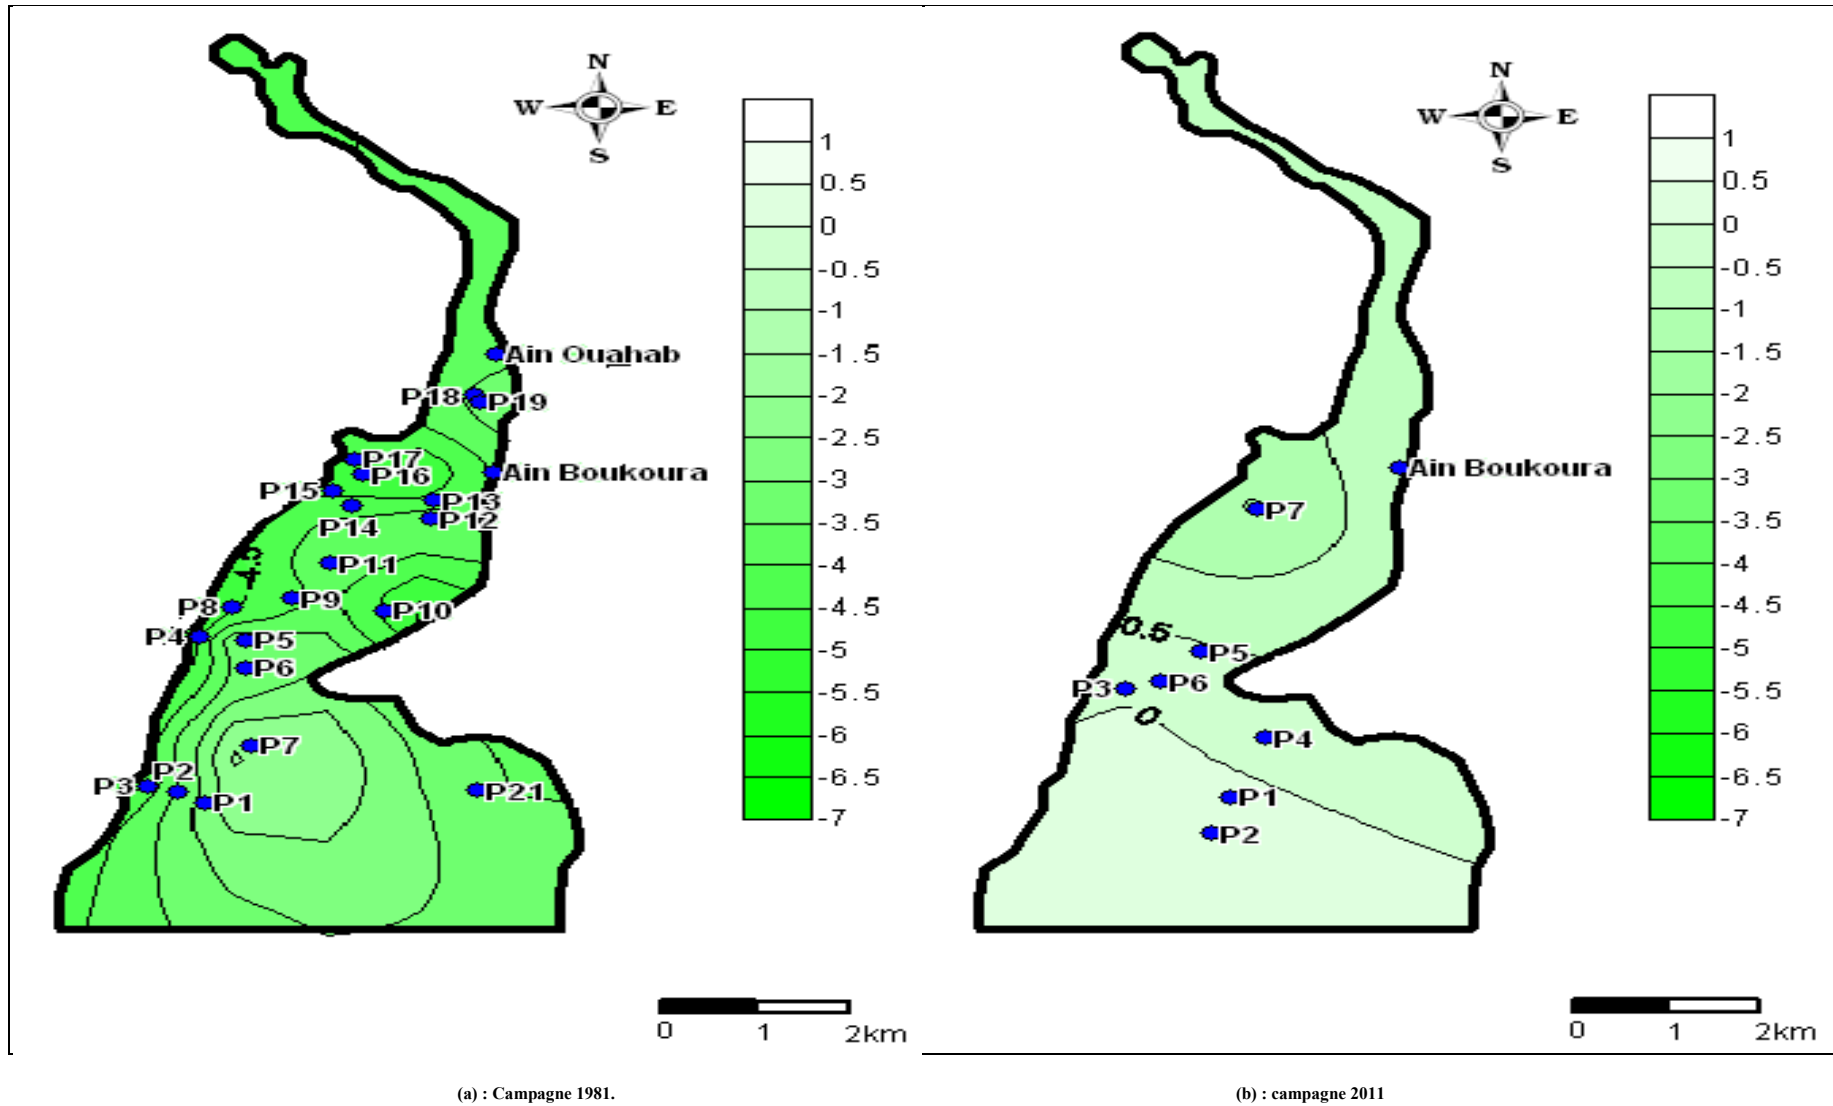 N
W E
S
1
0.5
0
-0.5
-1
-1.5
-2
-2.5
-3
-3.5
-4
-4.5
-5
-5.5
-6
-6.5
-7
Ain Ouahab
P18
P19
P17
P16
Ain Boukoura
P15
P13
P14
P12
P11
-4.5
P9
P8
P10
P4
P5
P6
P7
P3
P2
P1
P21
0 1 2km
(a) : Campagne 1981.
N
W E
S
1
0.5
0
-0.5
-1
-1.5
-2
-2.5
-3
-3.5
-4
-4.5
-5
-5.5
-6
-6.5
-7
Ain Boukoura
P7
-0.5
P5
P6
P3
0
P4
P1
P2
0 1 2km
(b) : campagne 2011